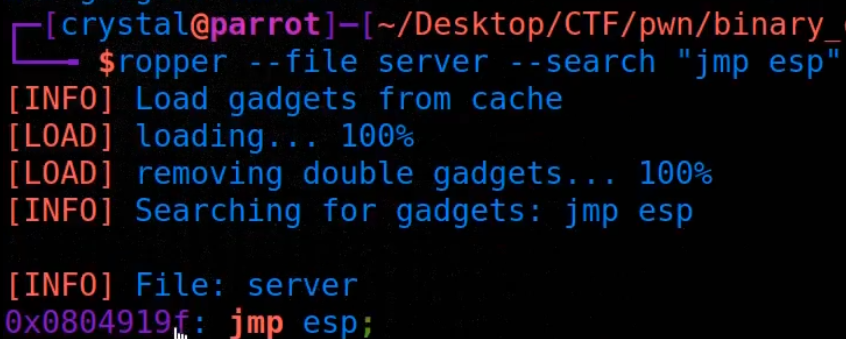 [crystal@parrot]─[~/Desktop/CTF/pwn/binary_
$ropper --file server --search "jmp esp"
[INFO] Load gadgets from cache
[LOAD] loading... 100%
[LOAD] removing double gadgets... 100%
[INFO] Searching for gadgets: jmp esp
[INFO] File: server
0x0804919f: jmp esp;